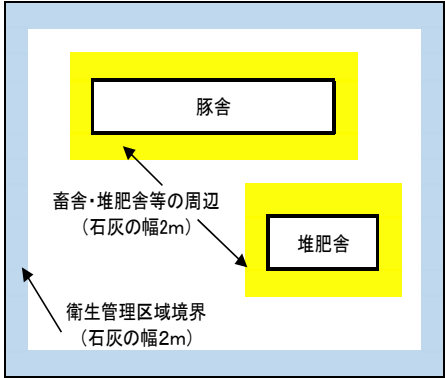 豚舎
畜舎・堆肥舎等の周辺
（石灰の幅2m）
堆肥舎
衛生管理区域境界
（石灰の幅2m）